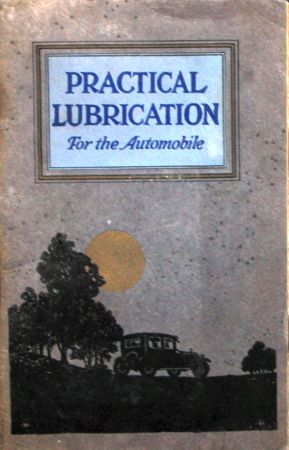 PRACTICAL
LUBRICATION
For the Automobile